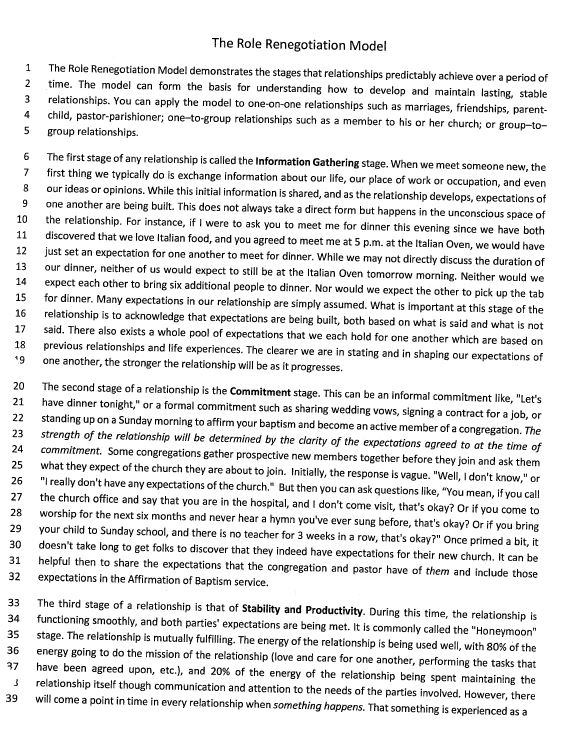 The Role Renegotiation Model
1 The Role Renegotiation Model demonstrates the stages that relationships predictably achieve over a period of
2 time. The model can form the basis for understanding how to develop and maintain lasting, stable
3 relationships. You can apply the model to one-on-one relationships such as marriages, friendships, parent-
4 child, pastor-parishioner; one–to-group relationships such as a member to his or her church; or group–to–
5 group relationships.
6 The first stage of any relationship is called the Information Gathering stage. When we meet someone new, the
7 first thing we typically do is exchange information about our life, our place of work or occupation, and even
8 our ideas or opinions. While this initial information is shared, and as the relationship develops, expectations of
9 one another are being built. This does not always take a direct form but happens in the unconscious space of
10 the relationship. For instance, if I were to ask you to meet me for dinner this evening since we have both
11 discovered that we love Italian food, and you agreed to meet me at 5 p.m. at the Italian Oven, we would have
12 just set an expectation for one another to meet for dinner. While we may not directly discuss the duration of
13 our dinner, neither of us would expect to still be at the Italian Oven tomorrow morning. Neither would we
14 expect each other to bring six additional people to dinner. Nor would we expect the other to pick up the tab
15 for dinner. Many expectations in our relationship are simply assumed. What is important at this stage of the
16 relationship is to acknowledge that expectations are being built, both based on what is said and what is not
17 said. There also exists a whole pool of expectations that we each hold for one another which are based on
18 previous relationships and life experiences. The clearer we are in stating and in shaping our expectations of
19 one another, the stronger the relationship will be as it progresses.
20 The second stage of a relationship is the Commitment stage. This can be an informal commitment like, "Let's
21 have dinner tonight," or a formal commitment such as sharing wedding vows, signing a contract for a job, or
22 standing up on a Sunday morning to affirm your baptism and become an active member of a congregation. The
23 strength of the relationship will be determined by the clarity of the expectations agreed to at the time of
24 commitment. Some congregations gather prospective new members together before they join and ask them
25 what they expect of the church they are about to join. Initially, the response is vague. "Well, I don't know," or
26 "I really don't have any expectations of the church." But then you can ask questions like, "You mean, if you call
27 the church office and say that you are in the hospital, and I don't come visit, that's okay? Or if you come to
28 worship for the next six months and never hear a hymn you've ever sung before, that's okay? Or if you bring
29 your child to Sunday school, and there is no teacher for 3 weeks in a row, that's okay?" Once primed a bit, it
30 doesn't take long to get folks to discover that they indeed have expectations for their new church. It can be
31 helpful then to share the expectations that the congregation and pastor have of them and include those
32 expectations in the Affirmation of Baptism service.
33 The third stage of a relationship is that of Stability and Productivity. During this time, the relationship is
34 functioning smoothly, and both parties' expectations are being met. It is commonly called the "Honeymoon"
35 stage. The relationship is mutually fulfilling. The energy of the relationship is being used well, with 80% of the
36 energy going to do the mission of the relationship (love and care for one another, performing the tasks that
37 have been agreed upon, etc.), and 20% of the energy of the relationship being spent maintaining the
3 relationship itself though communication and attention to the needs of the parties involved. However, there
39 will come a point in time in every relationship when something happens. That something is experienced as a